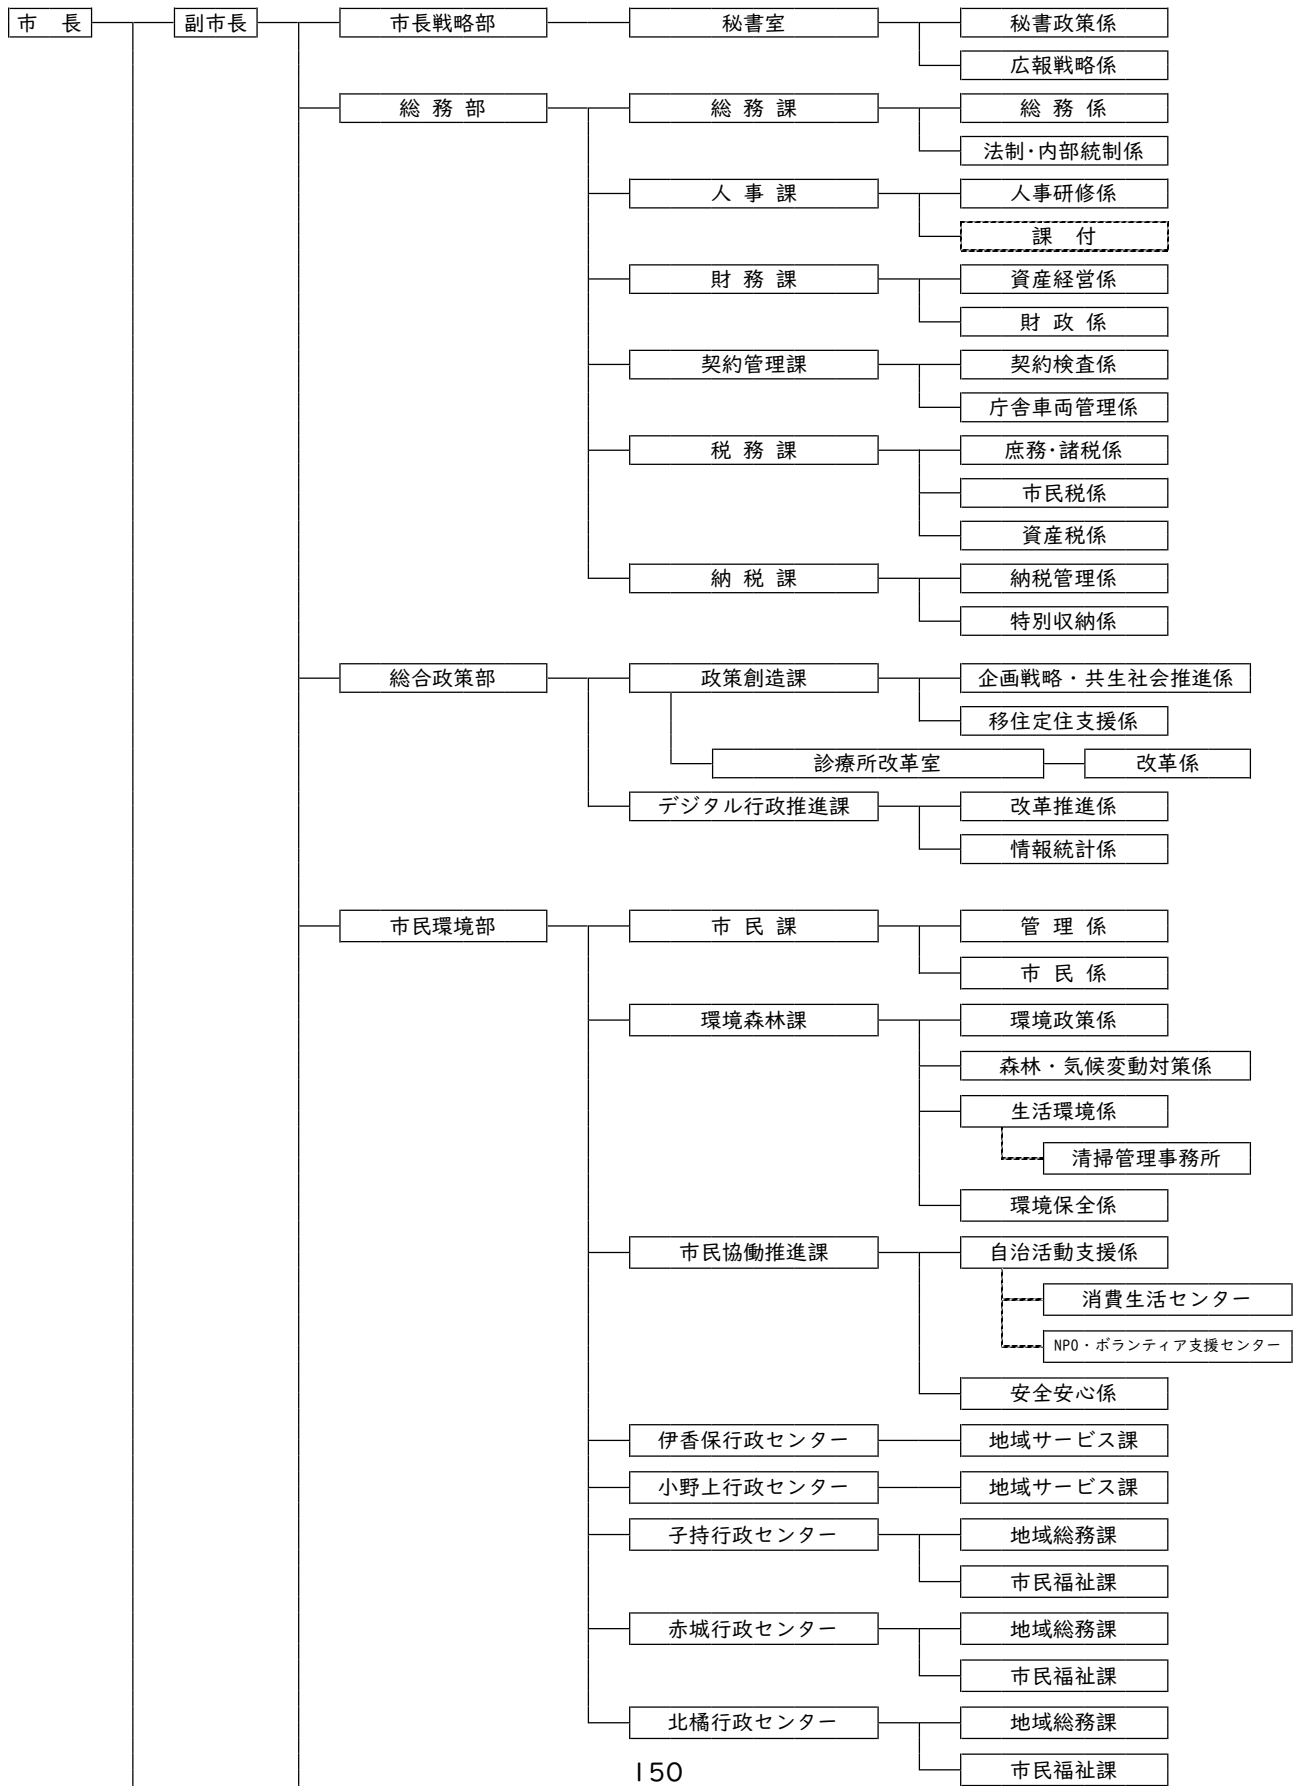 市　長 副市長 市長戦略部 秘書室 秘書政策係
広報戦略係
総 務 部 総 務 課 総 務 係
法制･内部統制係
人 事 課 人事研修係
課　付
財 務 課 資産経営係
財 政 係
契約管理課 契約検査係
庁舎車両管理係
税 務 課 庶務･諸税係
市民税係
資産税係
納 税 課 納税管理係
特別収納係
総合政策部 政策創造課 企画戦略・共生社会推進係
移住定住支援係
診療所改革室 改革係
デジタル行政推進課 改革推進係
情報統計係
市民環境部 市 民 課 管 理 係
市 民 係
環境森林課 環境政策係
森林・気候変動対策係
生活環境係
清掃管理事務所
環境保全係
市民協働推進課 自治活動支援係
消費生活センター
NPO・ボランティア支援センター
安全安心係
伊香保行政センター 地域サービス課
小野上行政センター 地域サービス課
子持行政センター 地域総務課
市民福祉課
赤城行政センター 地域総務課
市民福祉課
北橘行政センター 地域総務課
市民福祉課
150